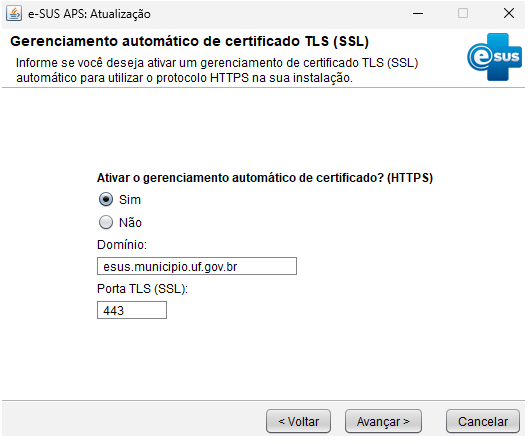 e-SUS APS: Atualização
Gerenciamento automático de certificado TLS (SSL)
Informe se você deseja ativar um gerenciamento de certificado TLS (SSL)
automático para utilizar o protocolo HTTPS na sua instalação.
e SUS
Ativar o gerenciamento automático de certificado? (HTTPS)
Sim
Não
Domínio:
esus.municipio.uf.gov.br
Porta TLS (SSL):
443
< Voltar
Avançar >
Cancelar